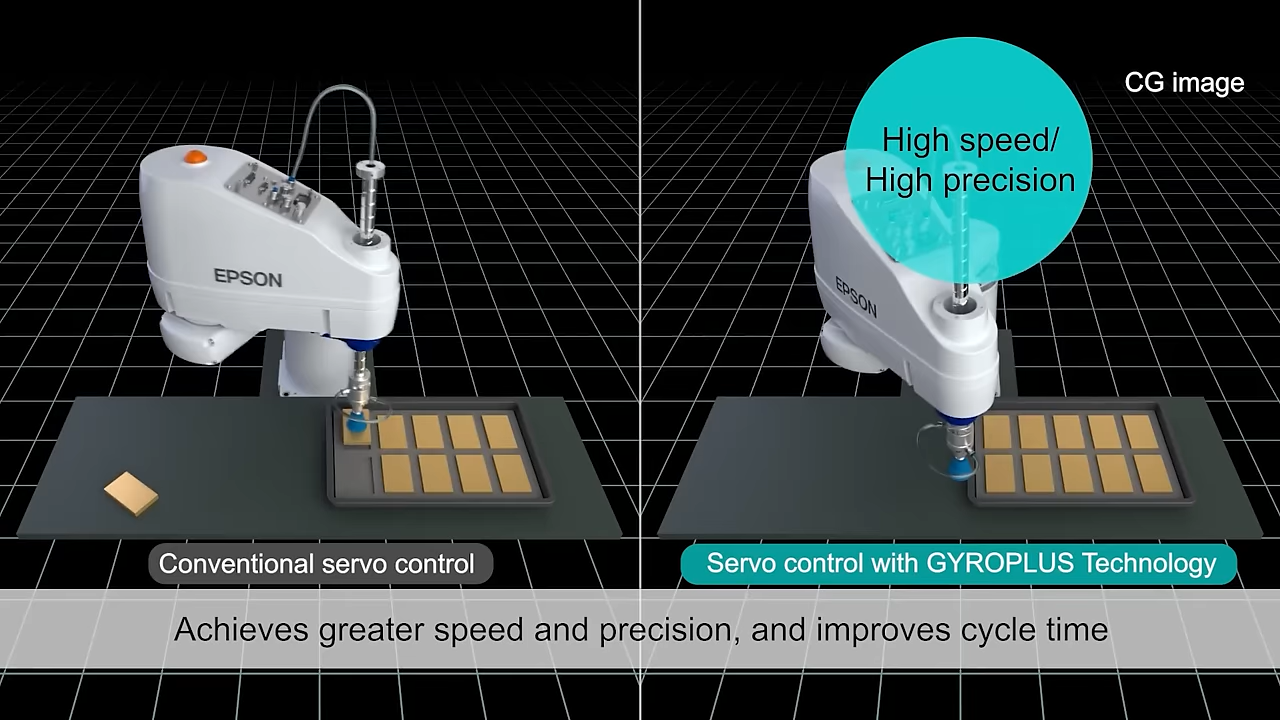 CG image
High speed/
High precision
EPSON
EPSON
Conventional servo control
Servo control with GYROPLUS Technology
Achieves greater speed and precision, and improves cycle time